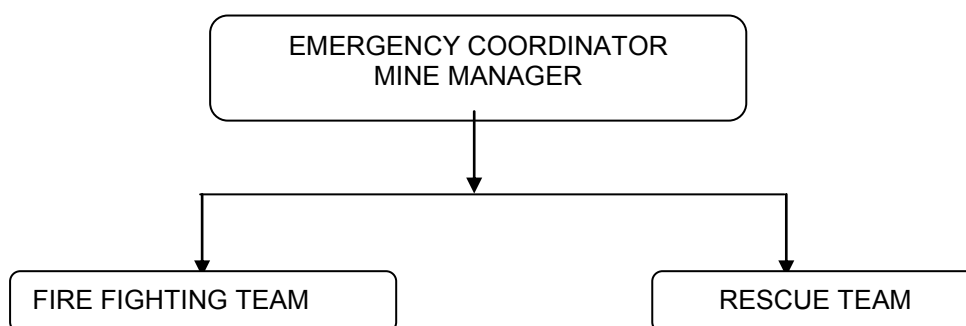 EMERGENCY COORDINATOR
MINE MANAGER
FIRE FIGHTING TEAM
RESCUE TEAM